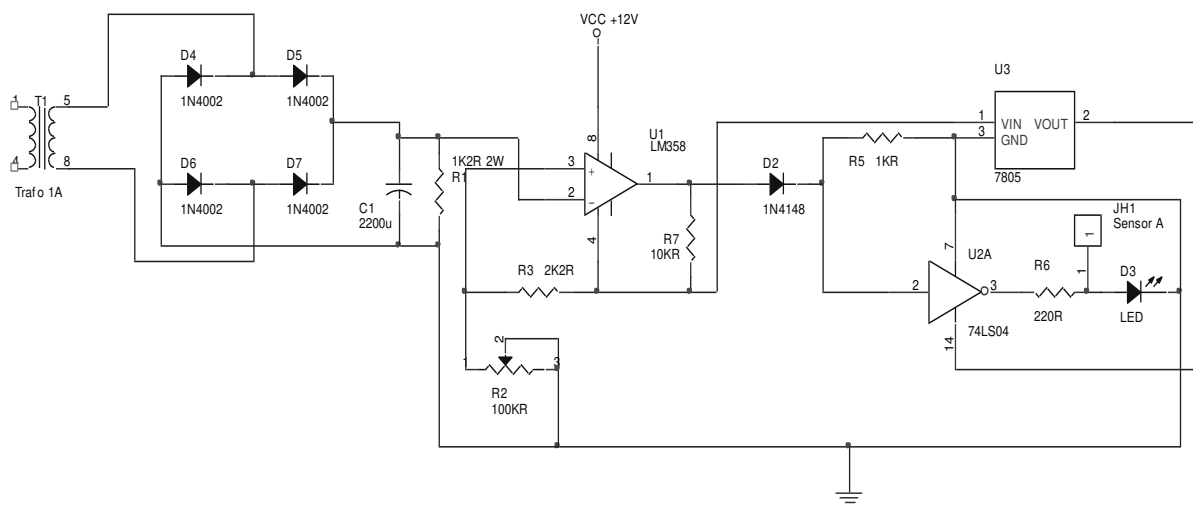 VCC +12V
D4
1N4002
D5
1N4002
1
4
T1
5
8
Trafo 1A
D6
1N4002
D7
1N4002
C1
2200u
1K2R 2W
R1
U1
LM358
8
3
+
2
−
1
4
R3 2K2R
R7
10KR
1
2
3
R2
100KR
D2
1N4148
R5 1KR
U3
1
VIN VOUT
2
3
GND
7805
JH1
Sensor A
1
1
7
U2A
2
3
74LS04
14
R6
220R
D3
LED